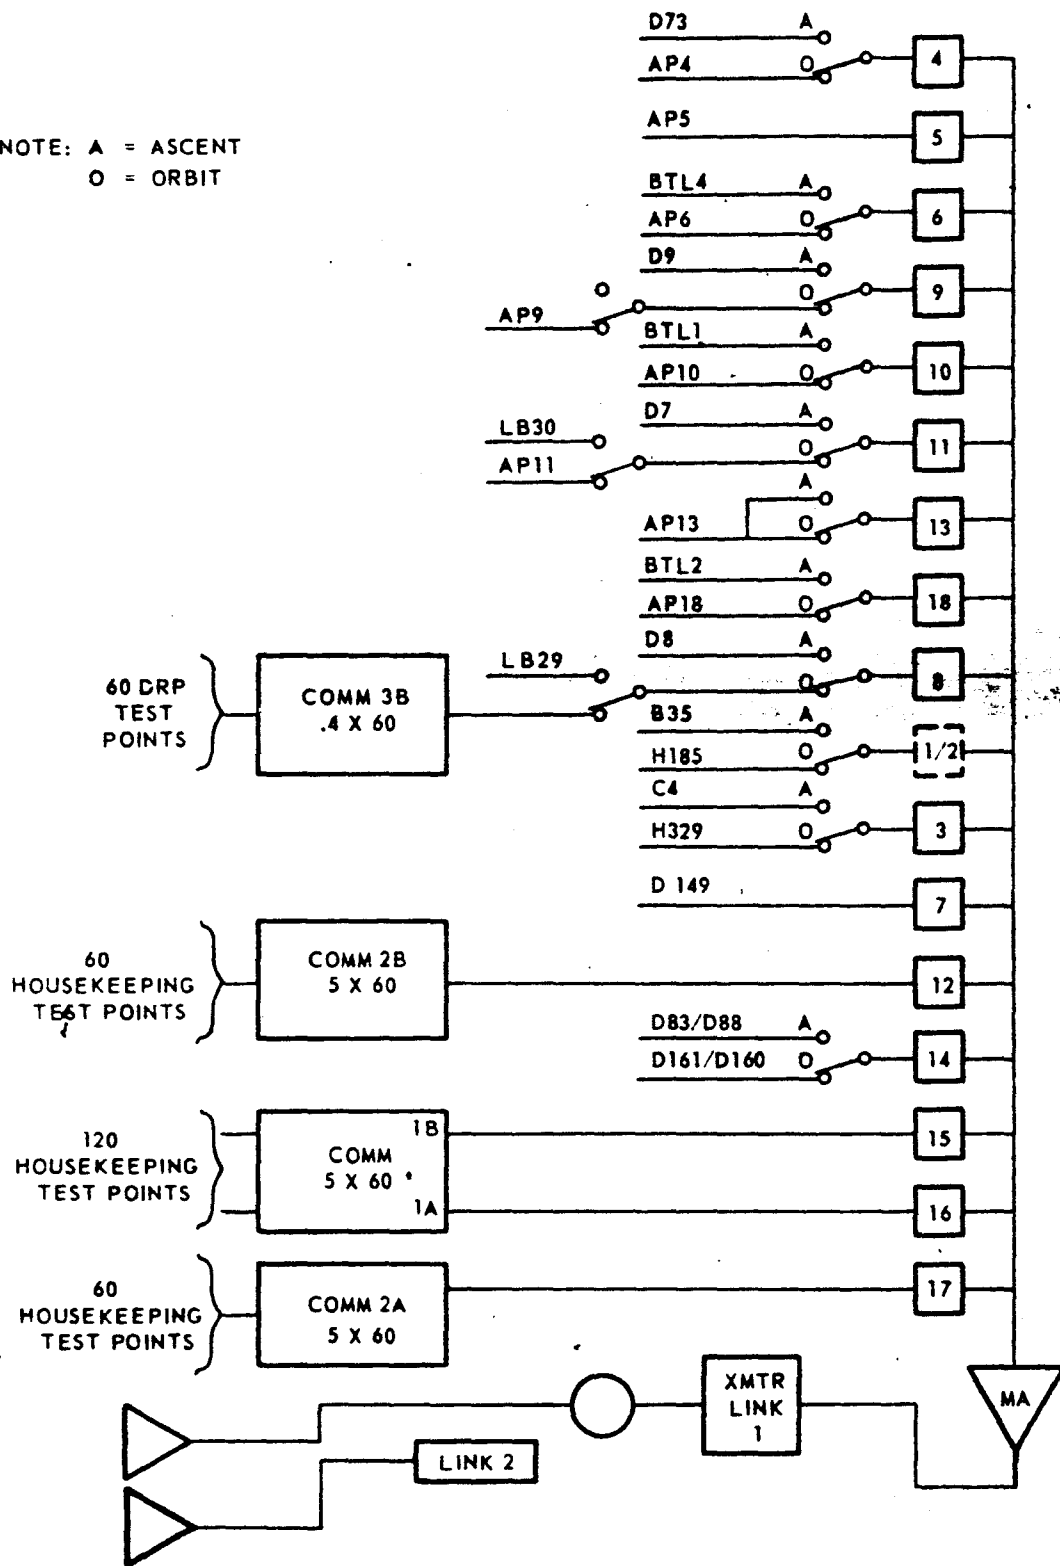 D73 A
AP4 O 4
NOTE: A = ASCENT
O = ORBIT
AP5 5
BTL4 A
AP6 O 6
D9 A
AP9 O 9
BTL1 A
AP10 O 10
D7 A
LB30
AP11 O 11
A
AP13 O 13
BTL2 A
AP18 O 18
D8 A
LB29
O 8
60 DRP
TEST
POINTS
COMM 3B
.4 X 60
B35 A
H185 O 1/2
C4 A
H329 O 3
D 149 7
60
HOUSEKEEPING
TEST POINTS
COMM 2B
5 X 60
12
D83/D88 A
D161/D160 O 14
120
HOUSEKEEPING
TEST POINTS
1B
COMM
5 X 60
1A
15
16
60
HOUSEKEEPING
TEST POINTS
COMM 2A
5 X 60
17
XMTR
LINK
1
MA
LINK 2